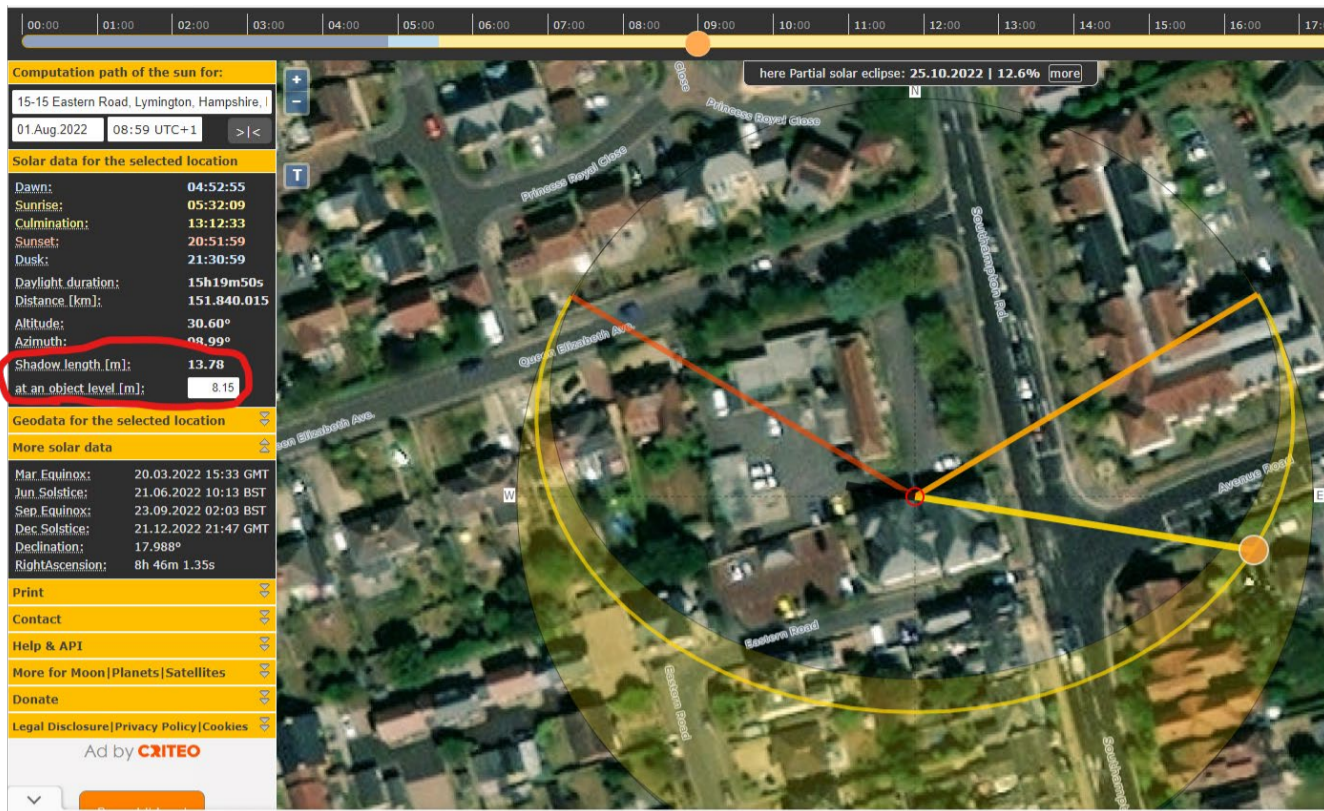 00:00 01:00 02:00 03:00 04:00 05:00 06:00 07:00 08:00 09:00 10:00 11:00 12:00 13:00 14:00 15:00 16:00 17:
Computation path of the sun for:
15-15 Eastern Road, Lymington, Hampshire,
01.Aug.2022 08:59 UTC+1 >|<
Solar data for the selected location
Dawn: 04:52:55
Sunrise: 05:32:09
Culmination: 13:12:33
Sunset: 20:51:59
Dusk: 21:30:59
Daylight duration: 15h19m50s
Distance [km]: 151.840.015
Altitude: 30.60°
Azimuth: 98.99°
Shadow length [m]: 13.78
at an object level [m]: 8.15
Geodata for the selected location
More solar data
Mar Equinox: 20.03.2022 15:33 GMT
Jun Solstice: 21.06.2022 10:13 BST
Sep Equinox: 23.09.2022 02:03 BST
Dec Solstice: 21.12.2022 21:47 GMT
Declination: 17.988°
RightAscension: 8h 46m 1.35s
Print
Contact
Help & API
More for Moon|Planets|Satellites
Donate
Legal Disclosure|Privacy Policy|Cookies
Ad by CRITEO
+
−
T
here Partial solar eclipse: 25.10.2022 | 12.6% more
N
Close
Princess Royal Close
Princess Royal Close
Southampton Rd.
Queen Elizabeth Ave.
en Elizabeth Ave.
Avenue Road
W
E
Eastern Road
Eastern Road
Southampt